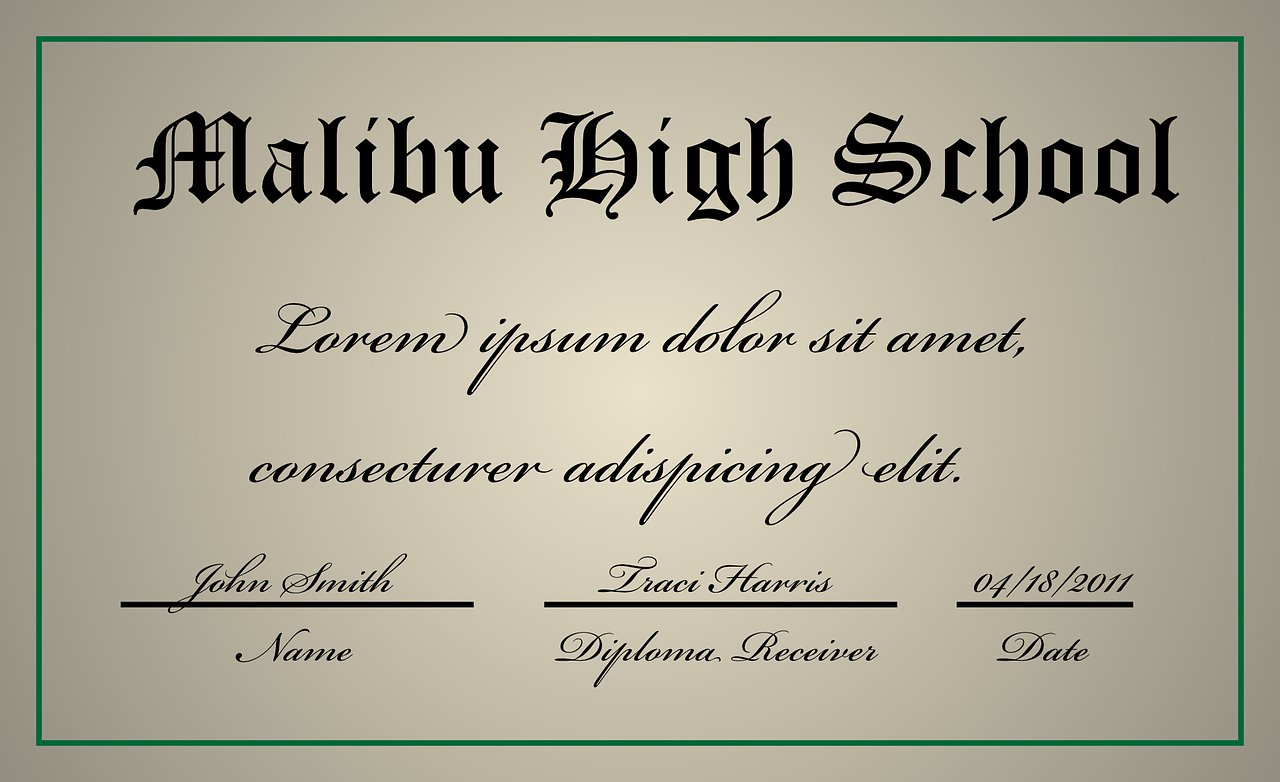 Malibu High School
Lorem ipsum dolor sit amet,
consecturer adispicing elit.
John Smith Traci Harris 04/18/2011
Name Diploma Receiver Date